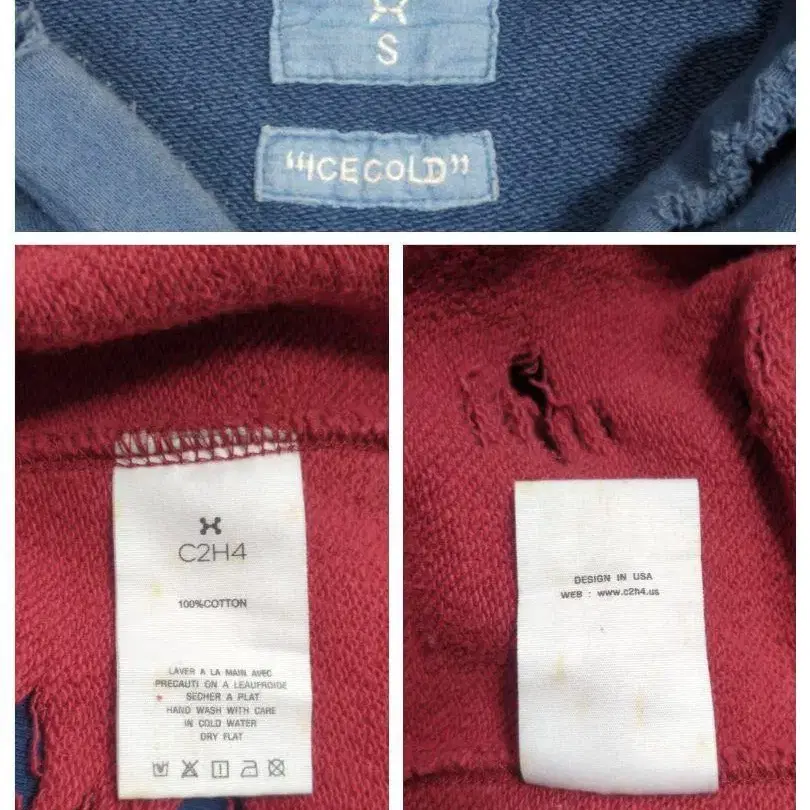 S
"ICECOLD"
C2H4
100%COTTON
LAVER A LA MAIN AVEC
PRECAUTI ON A LEAUFROIDE
SECHER A PLAT
HAND WASH WITH CARE
IN COLD WATER
DRY FLAT
DESIGN IN USA
WEB : www.c2h4.us